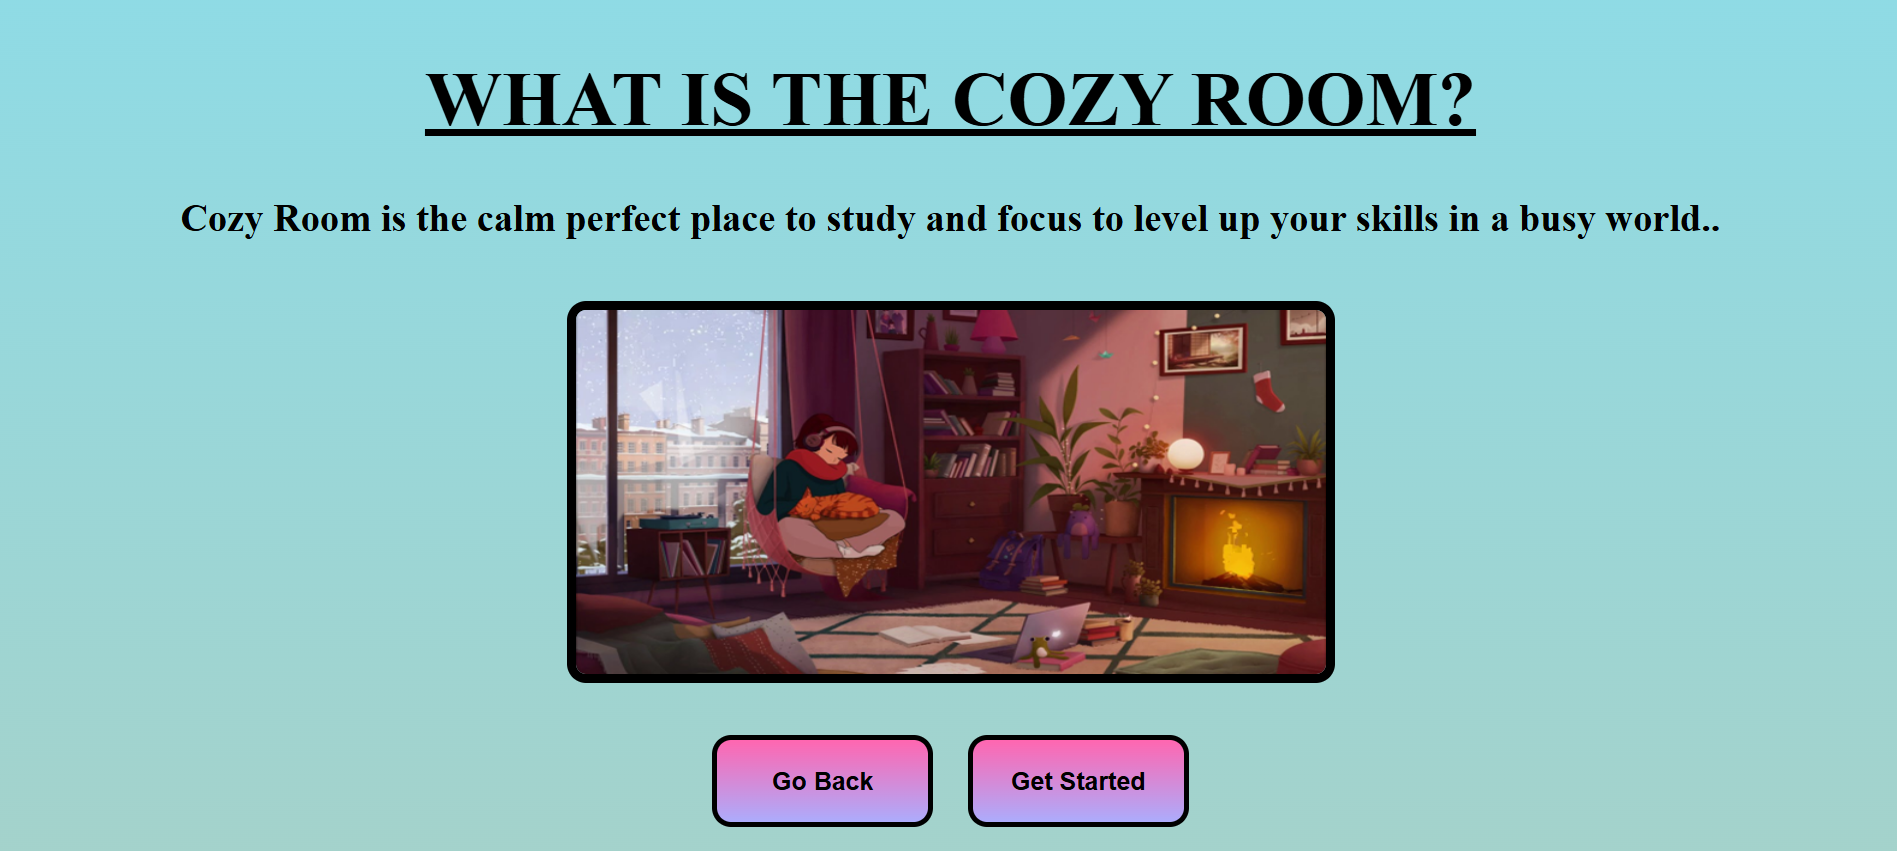 WHAT IS THE COZY ROOM?
Cozy Room is the calm perfect place to study and focus to level up your skills in a busy world..
Go Back
Get Started